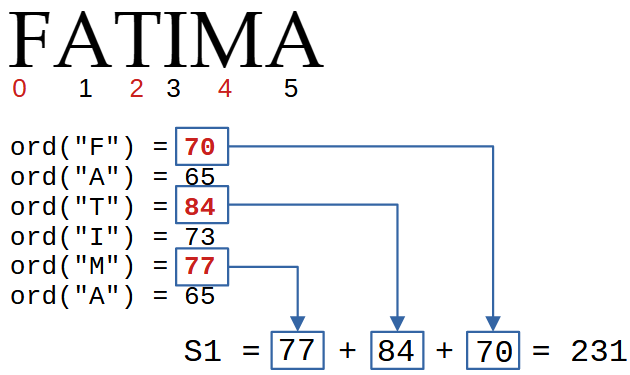 FATIMA
0 1 2 3 4 5
ord("F") = 70
ord("A") = 65
ord("T") = 84
ord("I") = 73
ord("M") = 77
ord("A") = 65
S1 = 77 + 84 + 70 = 231